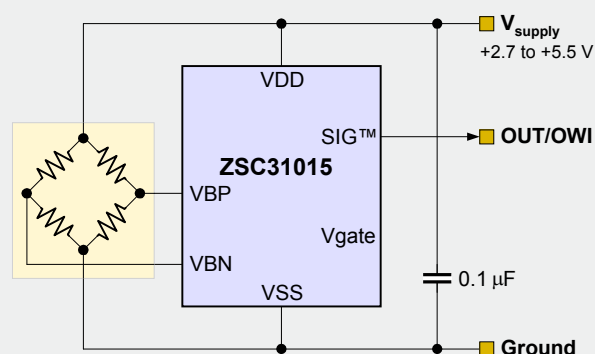 Vsupply
+2.7 to +5.5 V
VDD
SIG™
OUT/OWI
ZSC31015
VBP
Vgate
VBN
0.1 µF
VSS
Ground